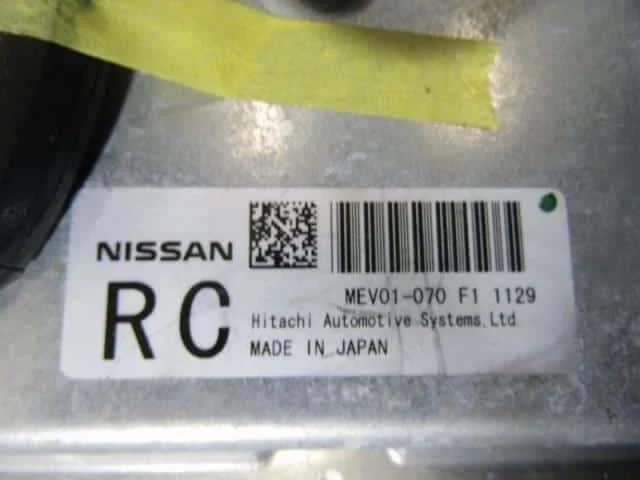 NISSAN
RC
MEV01-070 F1 1129
Hitachi Automotive Systems,Ltd
MADE IN JAPAN